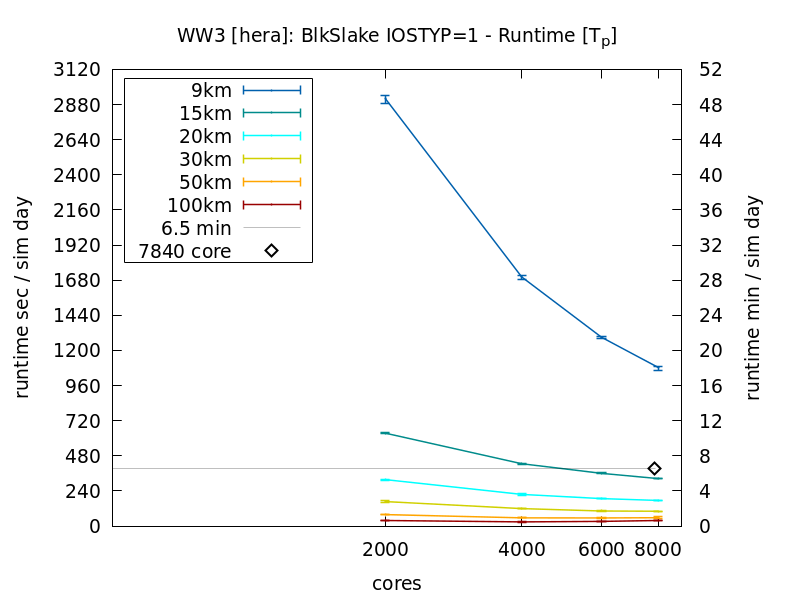 WW3 [hera]: BlkSlake IOSTYP=1 - Runtime [Tp]
3120
2880
2640
2400
2160
1920
1680
1440
1200
960
720
480
240
0
runtime sec / sim day
9km
15km
20km
30km
50km
100km
6.5 min
7840 core
52
48
44
40
36
32
28
24
20
16
12
8
4
0
runtime min / sim day
2000 4000 6000 8000
cores